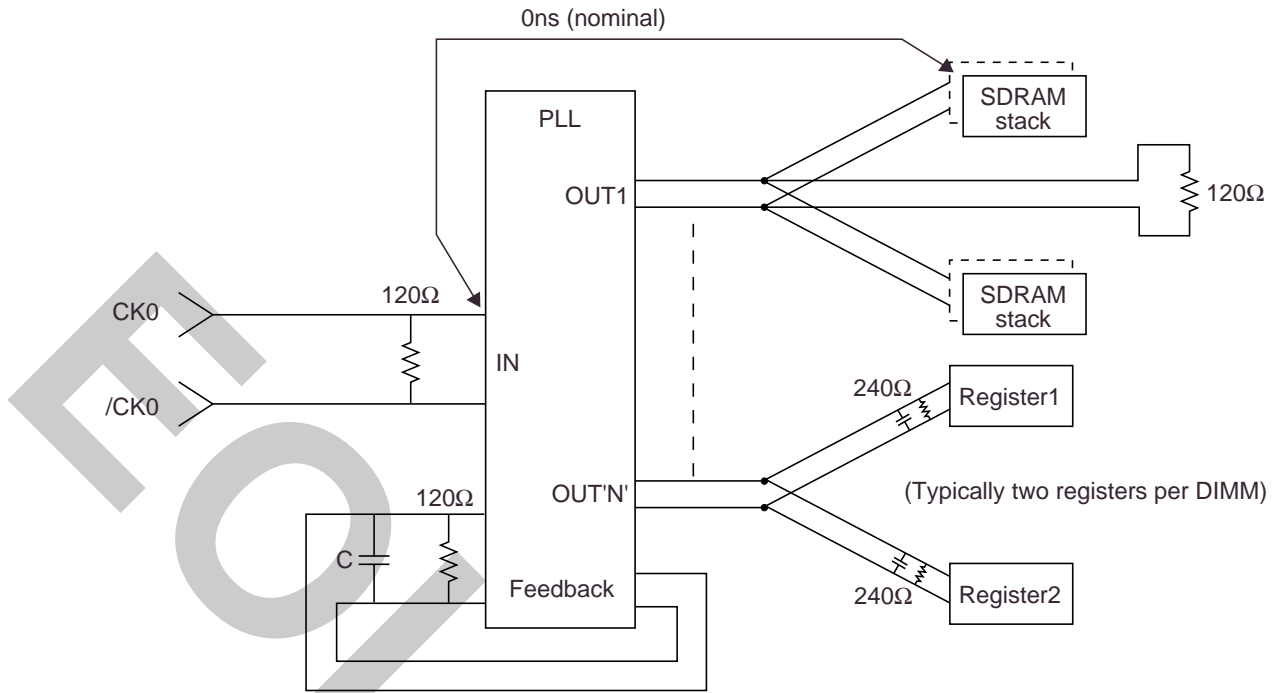 0ns (nominal)
PLL
SDRAM
stack
OUT1
120Ω
SDRAM
stack
120Ω
CK0
IN
/CK0
240Ω
Register1
120Ω
OUT'N'
(Typically two registers per DIMM)
C
Feedback
240Ω
Register2
EO